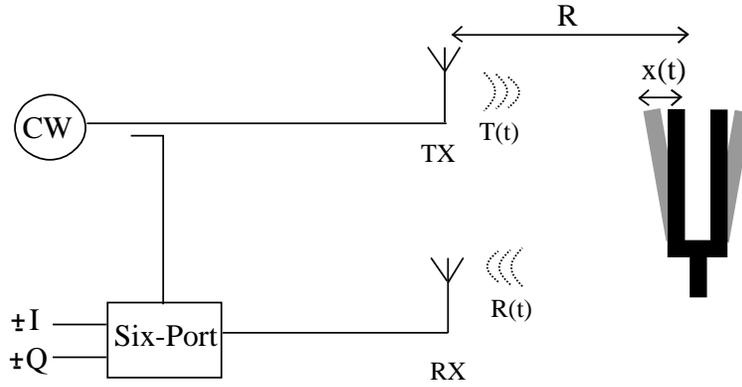 R
x(t)
CW
T(t)
TX
R(t)
±I
Six-Port
±Q
RX